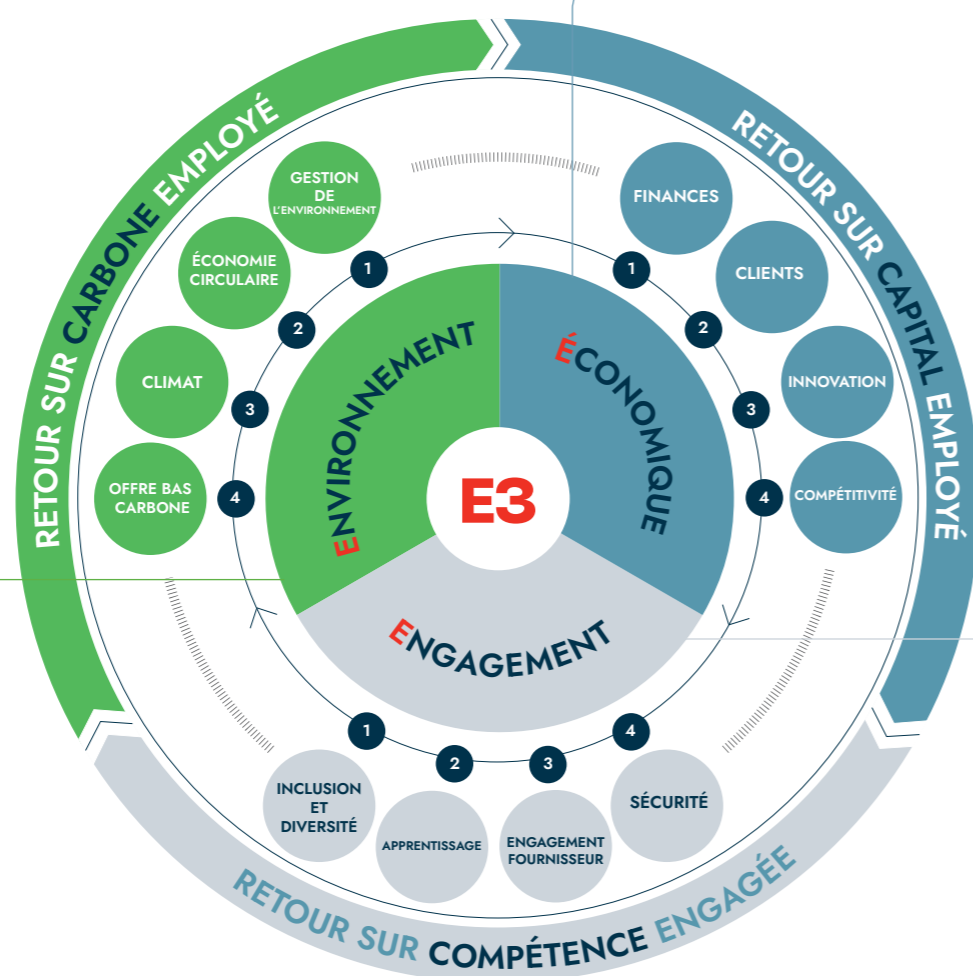 RETOUR SUR CARBONE EMPLOYÉ
RETOUR SUR CAPITAL EMPLOYÉ
RETOUR SUR COMPÉTENCE ENGAGÉE
GESTION
DE
L'ENVIRONNEMENT
1
ÉCONOMIE
CIRCULAIRE
2
CLIMAT
3
OFFRE BAS
CARBONE
4
FINANCES
1
CLIENTS
2
INNOVATION
3
COMPÉTITIVITÉ
4
ENVIRONNEMENT
ÉCONOMIQUE
E3
ENGAGEMENT
1
INCLUSION
ET
DIVERSITÉ
2
APPRENTISSAGE
3
ENGAGEMENT
FOURNISSEUR
4
SÉCURITÉ